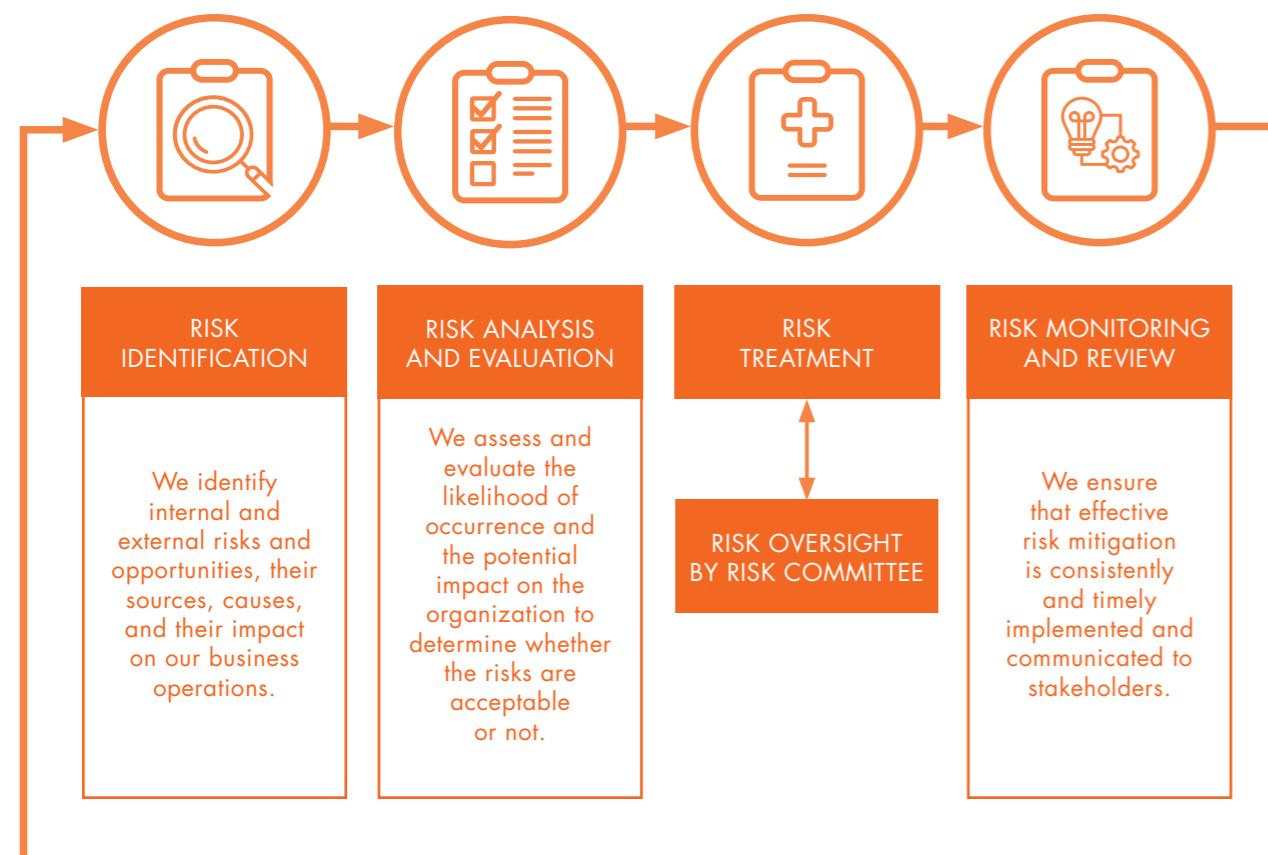 RISK
IDENTIFICATION
We identify
internal and
external risks and
opportunities, their
sources, causes,
and their impact
on our business
operations.
RISK ANALYSIS
AND EVALUATION
We assess and
evaluate the
likelihood of
occurrence and
the potential
impact on the
organization to
determine whether
the risks are
acceptable
or not.
RISK
TREATMENT
RISK OVERSIGHT
BY RISK COMMITTEE
RISK MONITORING
AND REVIEW
We ensure
that effective
risk mitigation
is consistently
and timely
implemented and
communicated to
stakeholders.